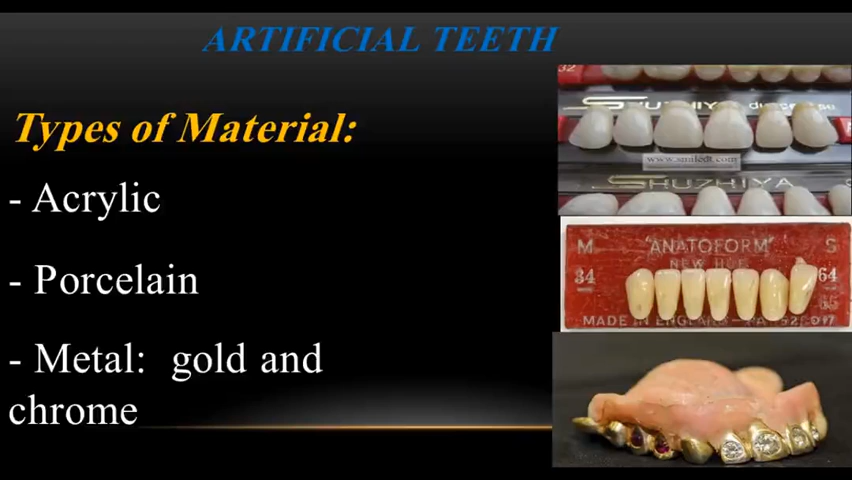 ARTIFICIAL TEETH
Types of Material:
- Acrylic
- Porcelain
- Metal: gold and
chrome
32
SHUZHIYA
www.smiledt.com
SHUZHIYA
M 'ANATOFORM' S
NEW HUE
34 64
MADE IN ENGLAND